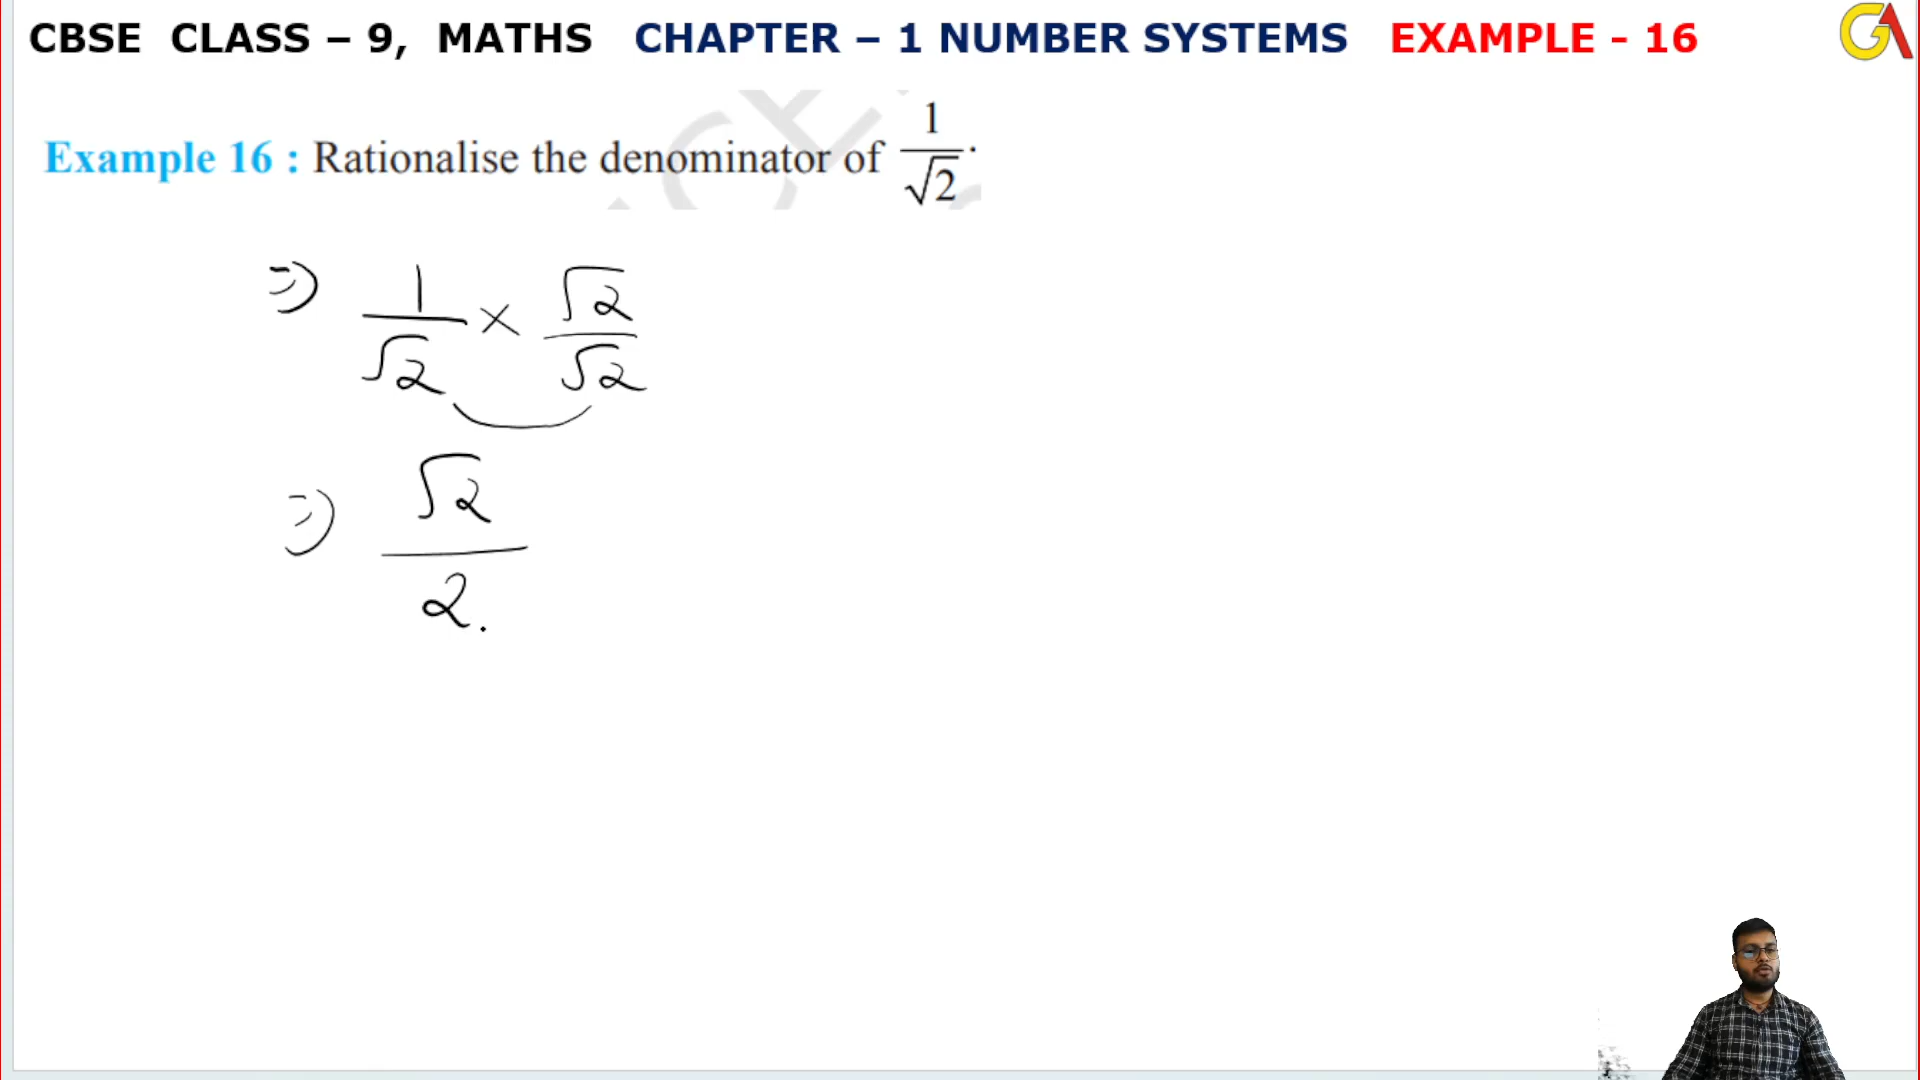 CBSE CLASS – 9, MATHS CHAPTER – 1 NUMBER SYSTEMS EXAMPLE - 16
GA
Example 16 : Rationalise the denominator of 1/√2.
⇒) 1/√2 × √2/√2
⇒) √2/2.